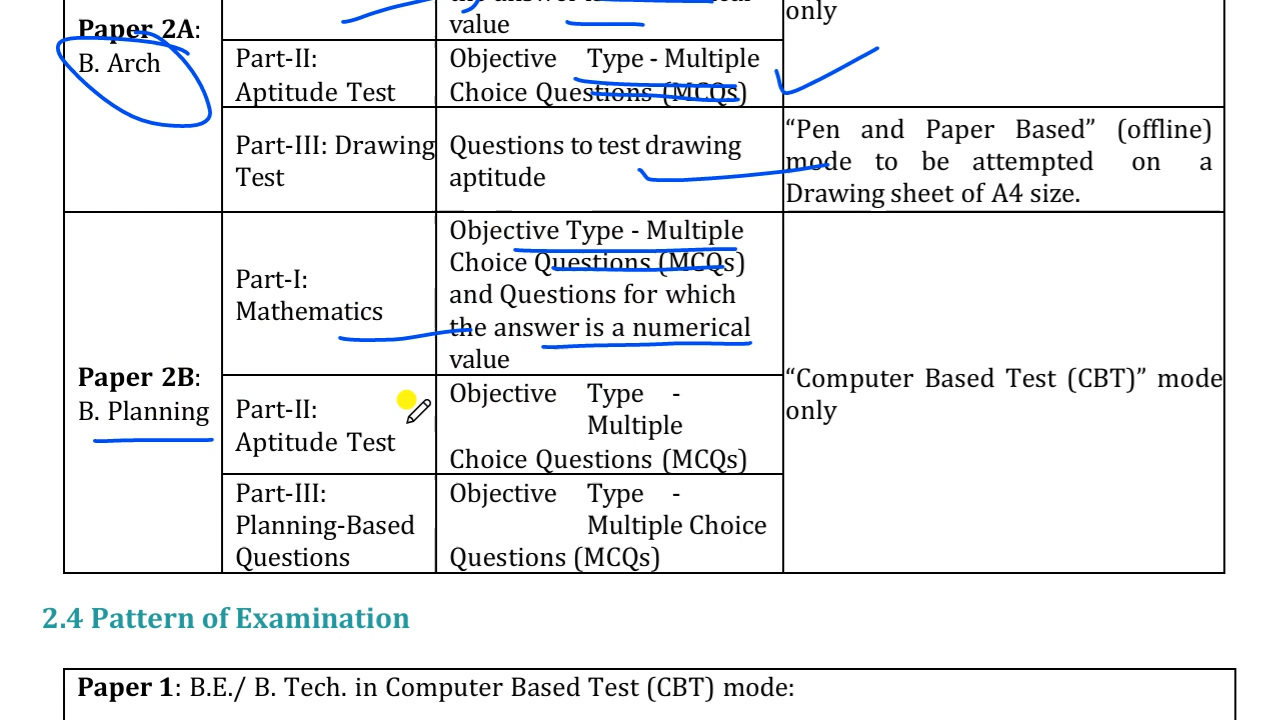 value
only
Paper 2A:
B. Arch
Part-II:
Aptitude Test
Objective Type - Multiple
Choice Questions (MCQs)
Part-III: Drawing
Test
Questions to test drawing
aptitude
“Pen and Paper Based” (offline)
mode to be attempted on a
Drawing sheet of A4 size.
Paper 2B:
B. Planning
Part-I:
Mathematics
Objective Type - Multiple
Choice Questions (MCQs)
and Questions for which
the answer is a numerical
value
Part-II:
Aptitude Test
Objective Type -
Multiple
Choice Questions (MCQs)
Part-III:
Planning-Based
Questions
Objective Type -
Multiple Choice
Questions (MCQs)
“Computer Based Test (CBT)” mode
only
2.4 Pattern of Examination
Paper 1: B.E./ B. Tech. in Computer Based Test (CBT) mode: